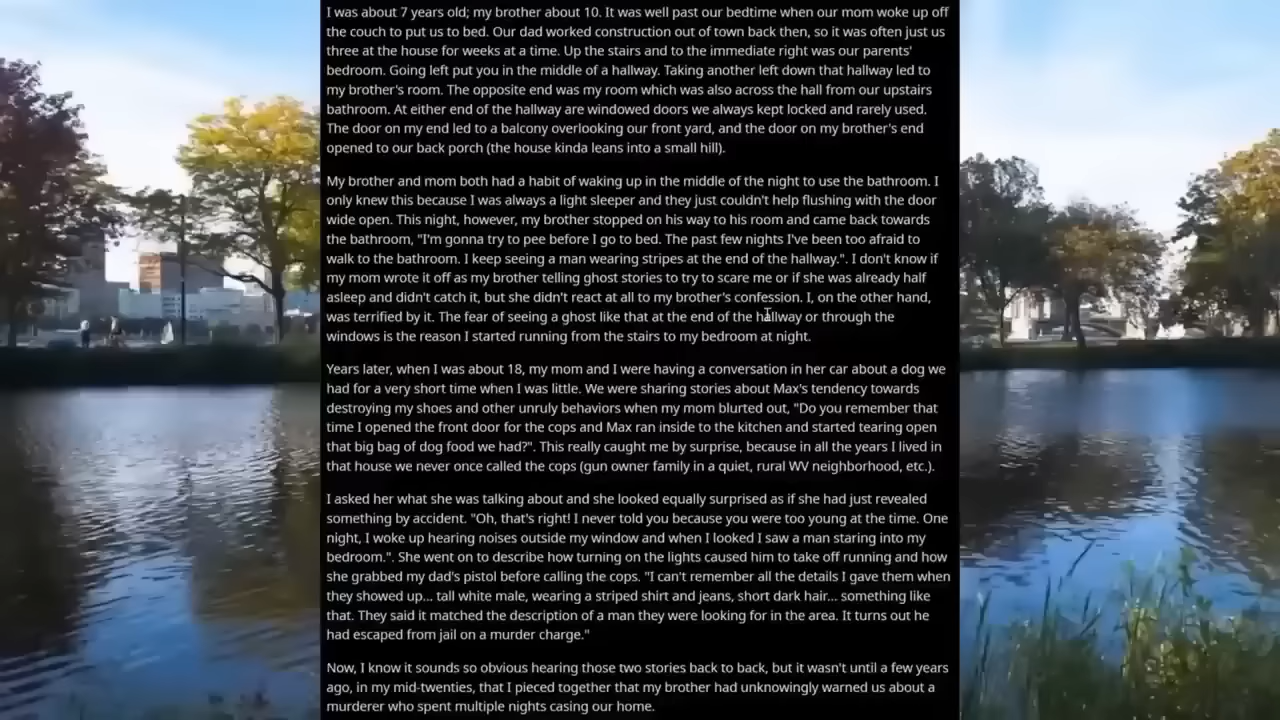 I was about 7 years old; my brother about 10. It was well past our bedtime when our mom woke up off
the couch to put us to bed. Our dad worked construction out of town back then, so it was often just us
three at the house for weeks at a time. Up the stairs and to the immediate right was our parents'
bedroom. Going left put you in the middle of a hallway. Taking another left down that hallway led to
my brother's room. The opposite end was my room which was also across the hall from our upstairs
bathroom. At either end of the hallway are windowed doors we always kept locked and rarely used.
The door on my end led to a balcony overlooking our front yard, and the door on my brother's end
opened to our back porch (the house kinda leans into a small hill).
My brother and mom both had a habit of waking up in the middle of the night to use the bathroom. I
only knew this because I was always a light sleeper and they just couldn't help flushing with the door
wide open. This night, however, my brother stopped on his way to his room and came back towards
the bathroom, "I'm gonna try to pee before I go to bed. The past few nights I've been too afraid to
walk to the bathroom. I keep seeing a man wearing stripes at the end of the hallway.". I don't know if
my mom wrote it off as my brother telling ghost stories to try to scare me or if she was already half
asleep and didn't catch it, but she didn't react at all to my brother's confession. I, on the other hand,
was terrified by it. The fear of seeing a ghost like that at the end of the hallway or through the
windows is the reason I started running from the stairs to my bedroom at night.
Years later, when I was about 18, my mom and I were having a conversation in her car about a dog we
had for a very short time when I was little. We were sharing stories about Max's tendency towards
destroying my shoes and other unruly behaviors when my mom blurted out, "Do you remember that
time I opened the front door for the cops and Max ran inside to the kitchen and started tearing open
that big bag of dog food we had?". This really caught me by surprise, because in all the years I lived in
that house we never once called the cops (gun owner family in a quiet, rural WV neighborhood, etc.).
I asked her what she was talking about and she looked equally surprised as if she had just revealed
something by accident. "Oh, that's right! I never told you because you were too young at the time. One
night, I woke up hearing noises outside my window and when I looked I saw a man staring into my
bedroom.". She went on to describe how turning on the lights caused him to take off running and how
she grabbed my dad's pistol before calling the cops. "I can't remember all the details I gave them when
they showed up... tall white male, wearing a striped shirt and jeans, short dark hair... something like
that. They said it matched the description of a man they were looking for in the area. It turns out he
had escaped from jail on a murder charge."
Now, I know it sounds so obvious hearing those two stories back to back, but it wasn't until a few years
ago, in my mid-twenties, that I pieced together that my brother had unknowingly warned us about a
murderer who spent multiple nights casing our home.